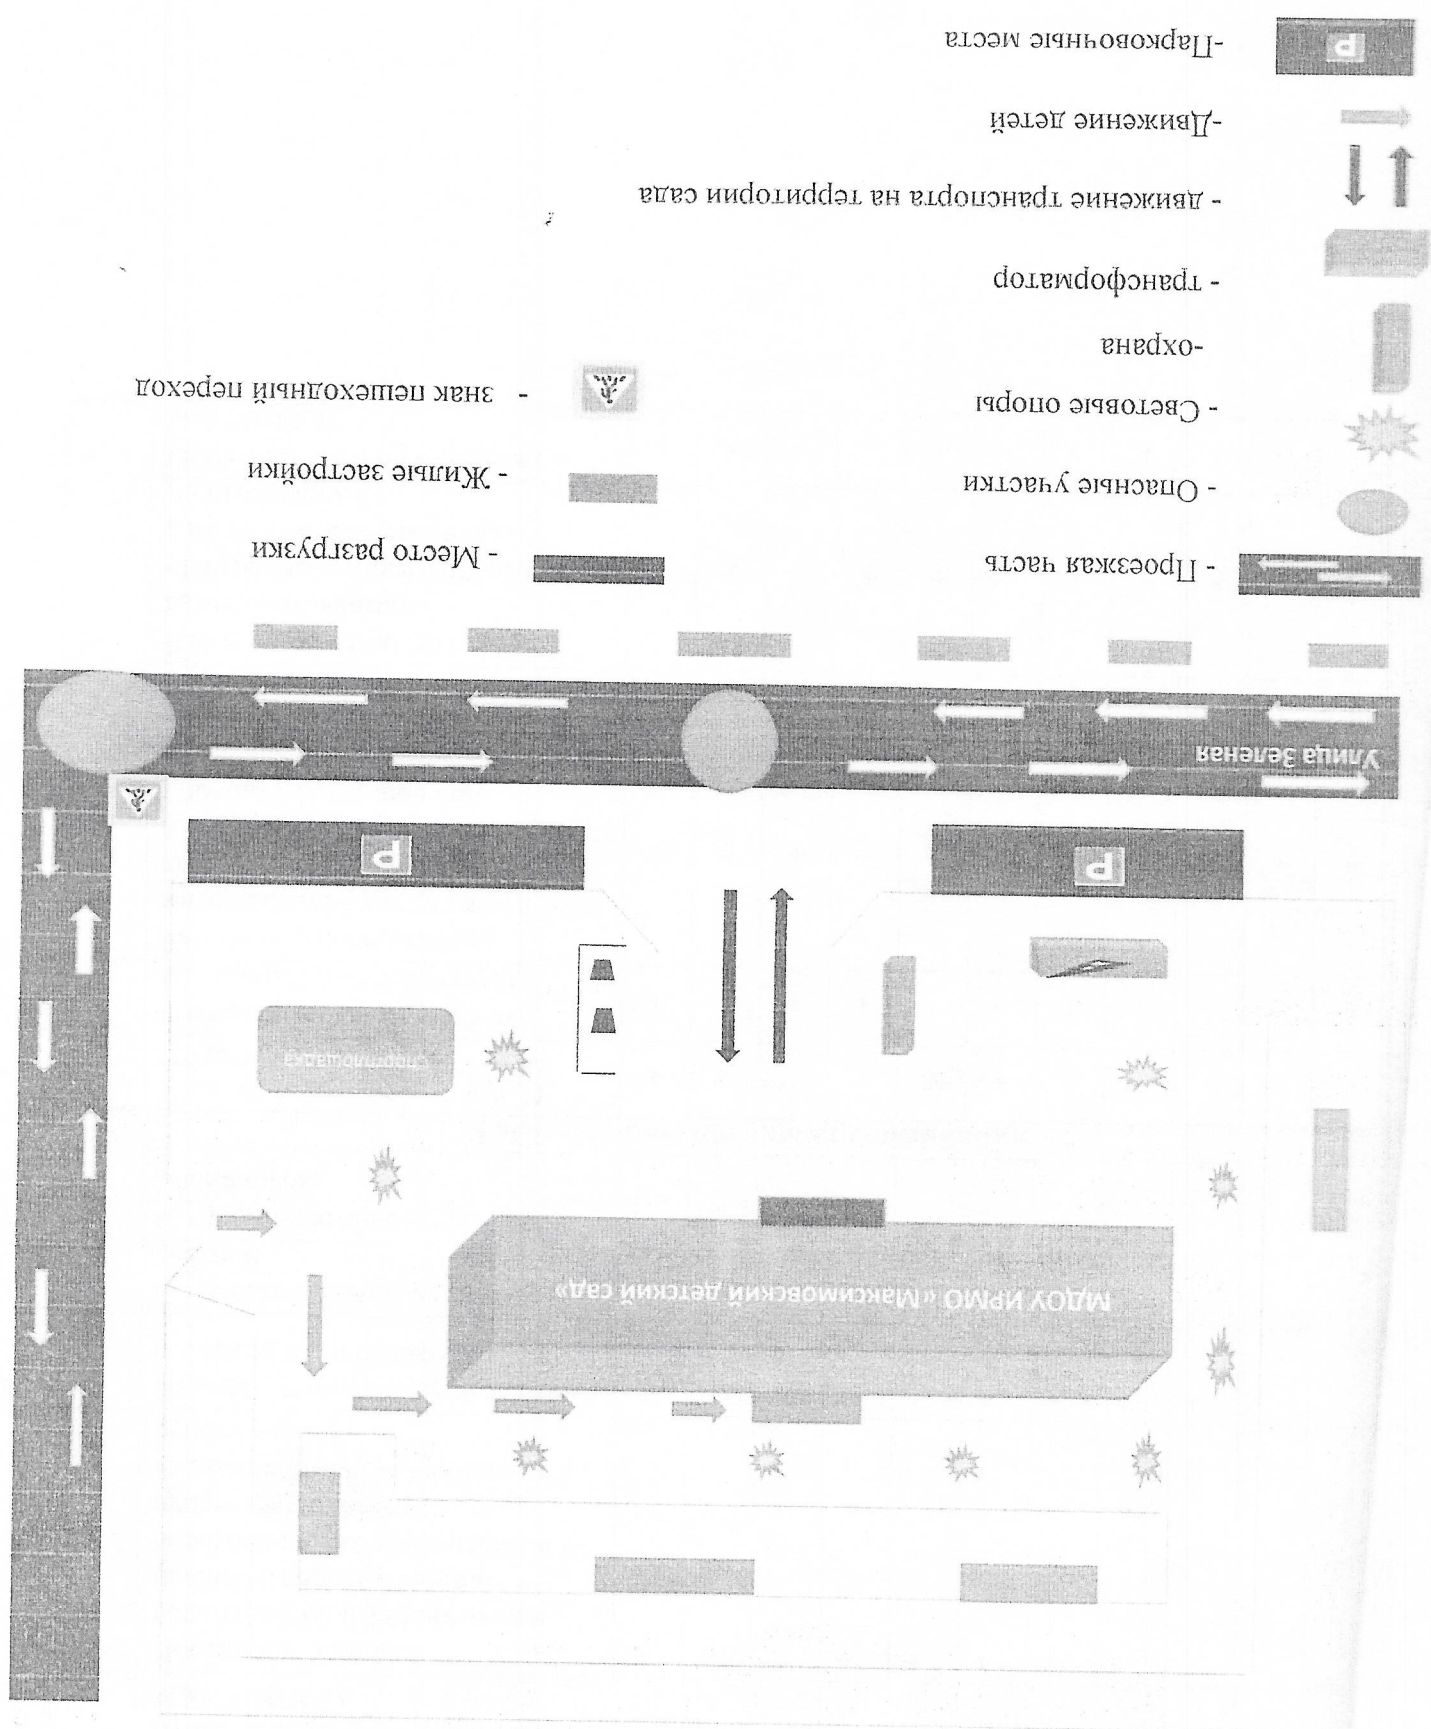 МДОУ ИРМО « Максимовский детский сад»
спортплощадка
P
P
Улица Зеленая
- Проезжая часть
- Место разгрузки
- Опасные участки
- Жилые застройки
- Световые опоры
- знак пешеходный переход
-охрана
- трансформатор
- движение транспорта на территории сада
-Движение детей
P
-Парковочные места